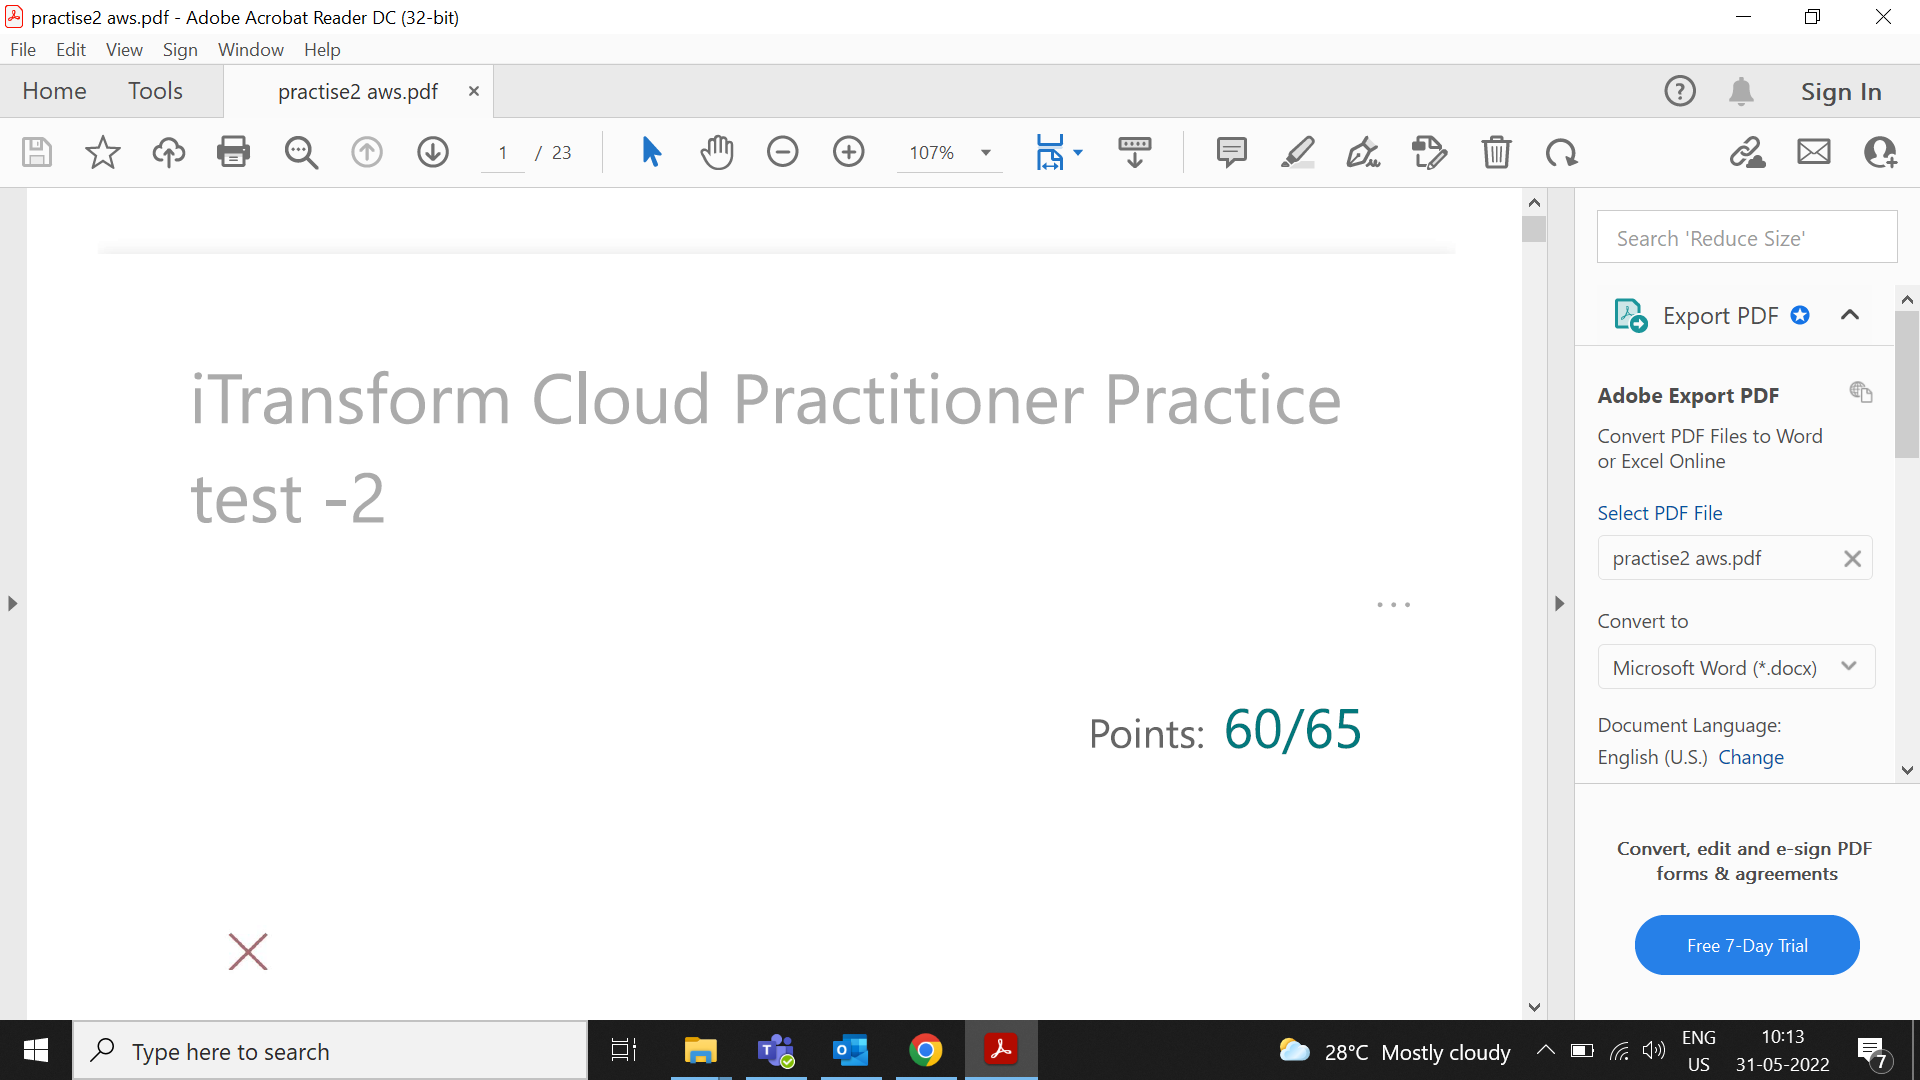 practise2 aws.pdf - Adobe Acrobat Reader DC (32-bit)
File Edit View Sign Window Help
Home Tools practise2 aws.pdf × Sign In
1 / 23 107%
Search 'Reduce Size'
Export PDF
iTransform Cloud Practitioner Practice
test -2
...
Points: 60/65
Adobe Export PDF
Convert PDF Files to Word
or Excel Online
Select PDF File
practise2 aws.pdf
Convert to
Microsoft Word (*.docx)
Document Language:
English (U.S.) Change
Convert, edit and e-sign PDF
forms & agreements
Free 7-Day Trial
Type here to search
28°C Mostly cloudy
ENG
US
10:13
31-05-2022
7